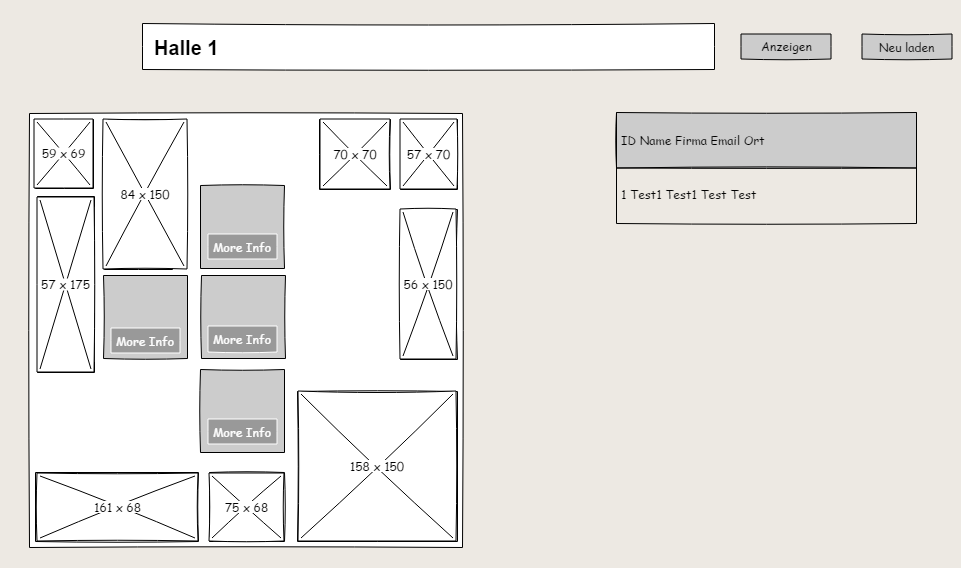 Halle 1
Anzeigen
Neu laden
ID Name Firma Email Ort
1 Test1 Test1 Test Test
59 x 69
84 x 150
70 x 70
57 x 70
More Info
57 x 175
56 x 150
More Info
More Info
More Info
158 x 150
161 x 68
75 x 68